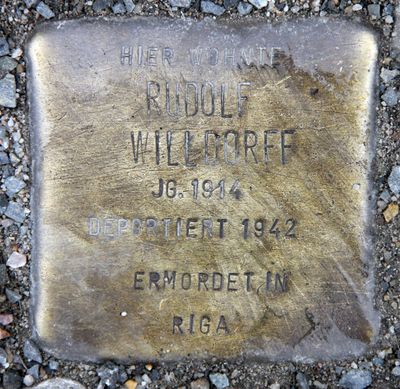 HIER WOHNTE
RUDOLF
WILLDORFF
JG. 1914
DEPORTIERT 1942
ERMORDET IN
RIGA